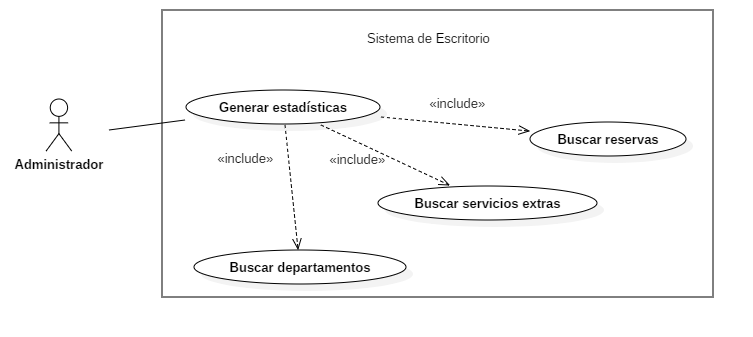 Sistema de Escritorio
Generar estadísticas
«include»
Buscar reservas
Administrador
«include»
«include»
Buscar servicios extras
Buscar departamentos